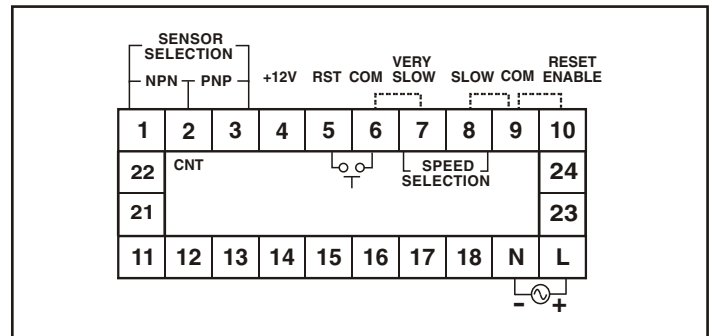 SENSOR
SELECTION
NPN PNP +12V RST COM VERY SLOW SLOW COM RESET ENABLE
1 2 3 4 5 6 7 8 9 10
22 CNT SPEED SELECTION 24
21 23
11 12 13 14 15 16 17 18 N L
- +